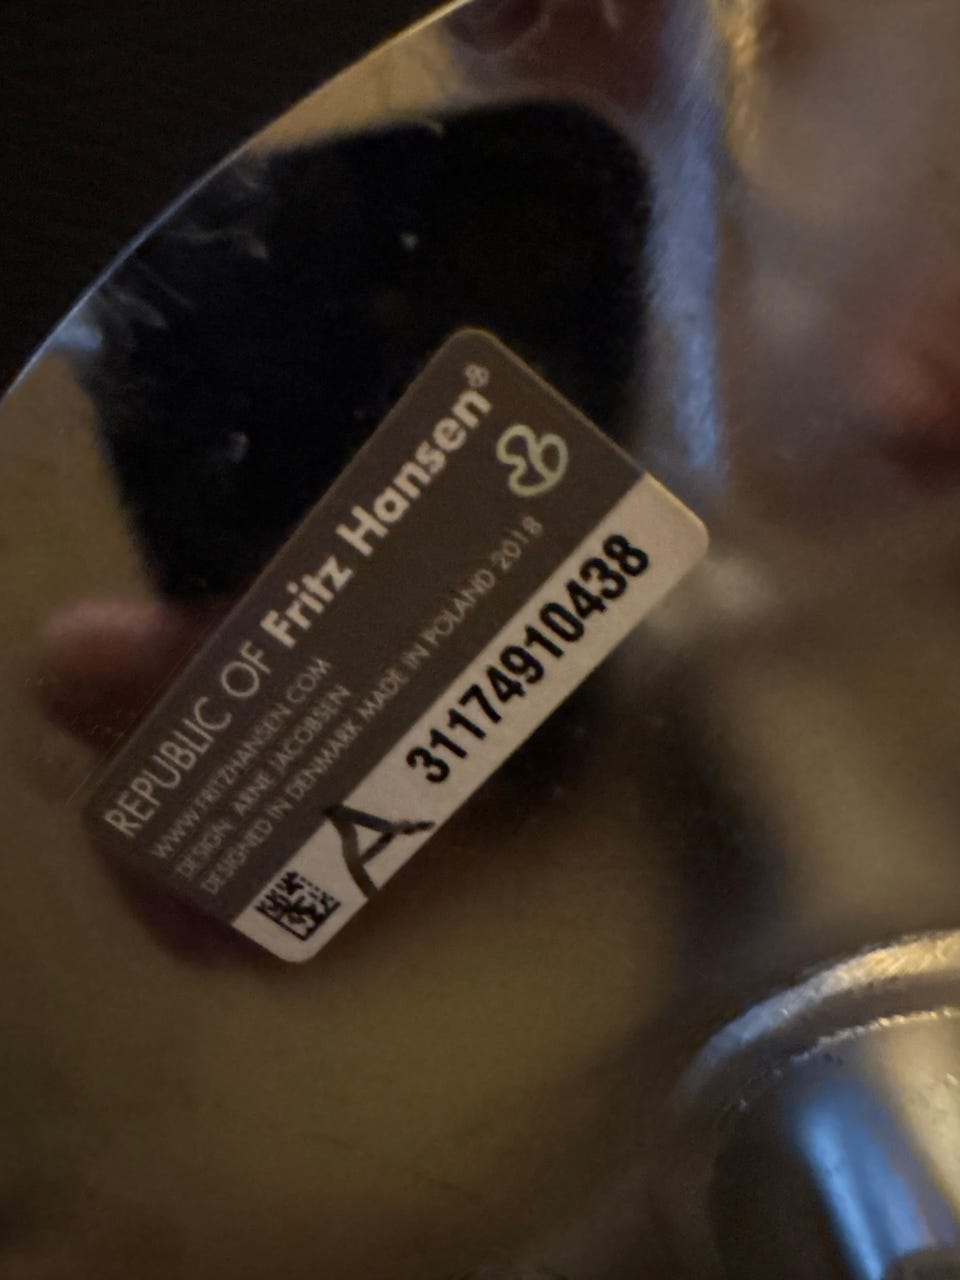 REPUBLIC OF Fritz Hansen®
WWW.FRITZHANSEN.COM
DESIGN: ARNE JACOBSEN
DESIGNED IN DENMARK MADE IN POLAND 2018
A 31174910438